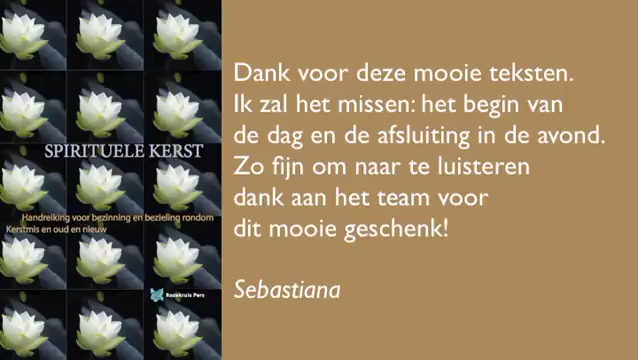 SPIRITUELE KERST
Handreiking voor bezinning en bezieling rondom
Kerstmis en oud en nieuw
Rozekruis Pers
Dank voor deze mooie teksten.
Ik zal het missen: het begin van
de dag en de afsluiting in de avond.
Zo fijn om naar te luisteren
dank aan het team voor
dit mooie geschenk!
Sebastiana